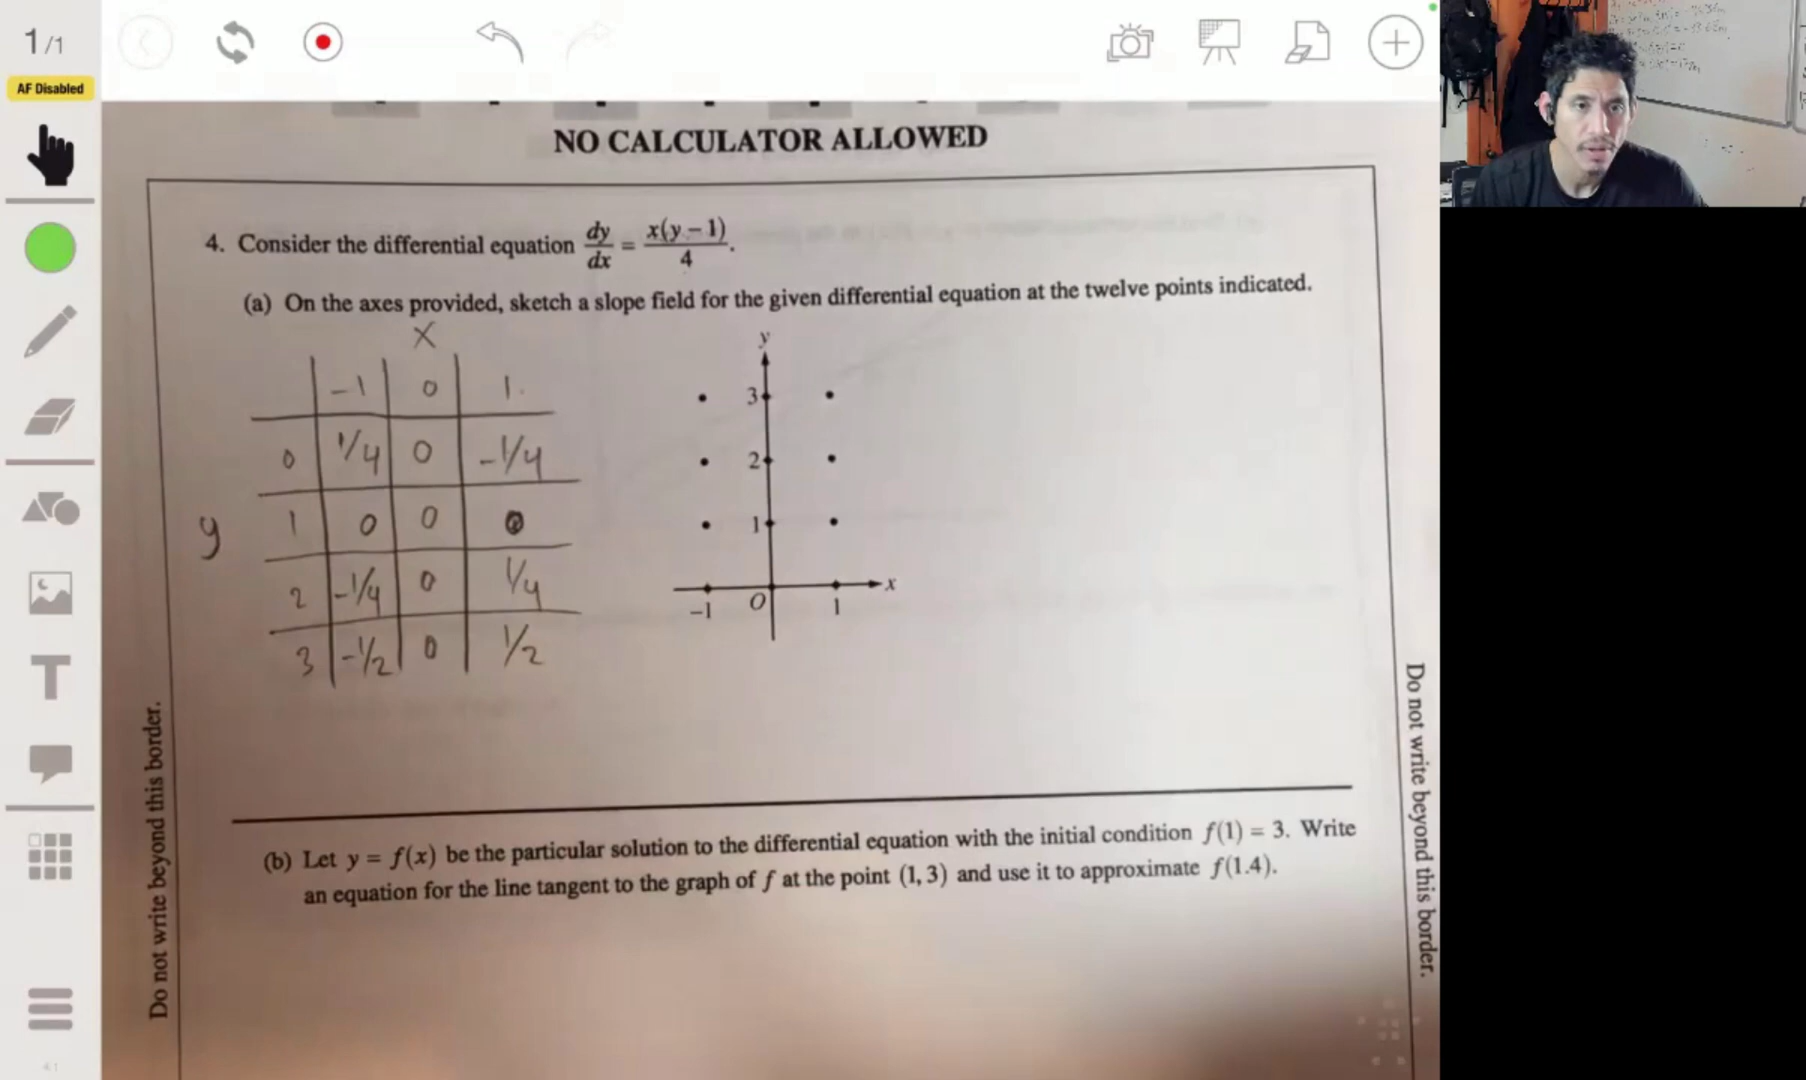 1/1
AF Disabled
T
NO CALCULATOR ALLOWED
4. Consider the differential equation dy/dx = x(y − 1)/4.
(a) On the axes provided, sketch a slope field for the given differential equation at the twelve points indicated.
x
-1 0 1
0 1/4 0 -1/4
y 1 0 0 0
2 -1/4 0 1/4
3 -1/2 0 1/2
y
3
2
1
-1 O 1 x
Do not write beyond this border.
Do not write beyond this border.
(b) Let y = f(x) be the particular solution to the differential equation with the initial condition f(1) = 3. Write
an equation for the line tangent to the graph of f at the point (1, 3) and use it to approximate f(1.4).